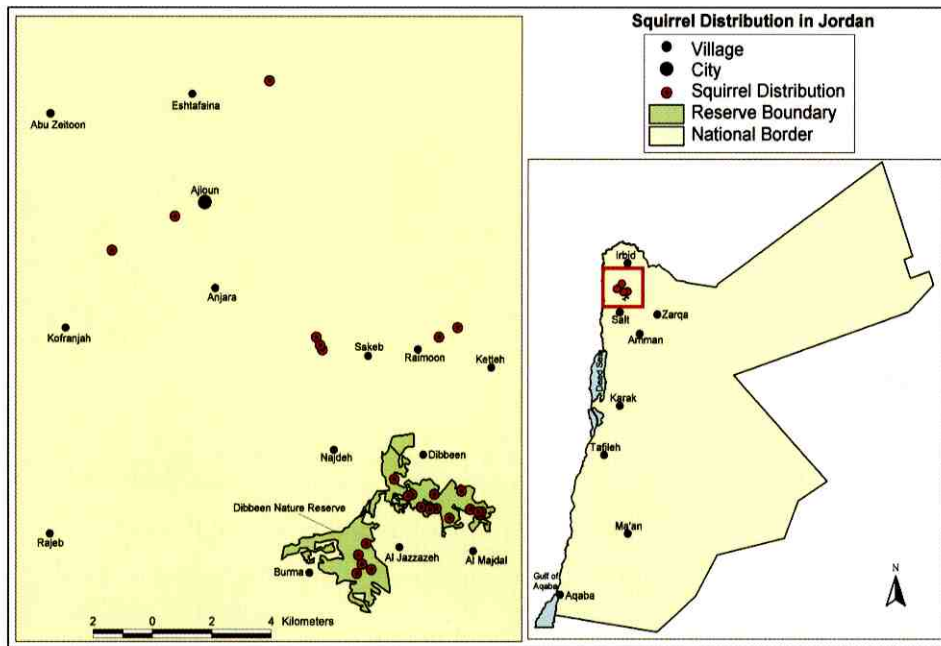 Squirrel Distribution in Jordan
Village
City
Squirrel Distribution
Reserve Boundary
National Border
Eshtafaina
Abu Zeitoon
Ajloun
Anjara
Kofranjah
Sakeb
Raimoon
Ketteh
Najdeh
Dibbeen
Dibbeen Nature Reserve
Rajeb
Burma
Al Jazzazeh
Al Majdal
2 0 2 4 Kilometers
Irbid
Salt
Zarqa
Amman
Dead Sea
Karak
Tafileh
Ma'an
Gulf of
Aqaba
Aqaba
N